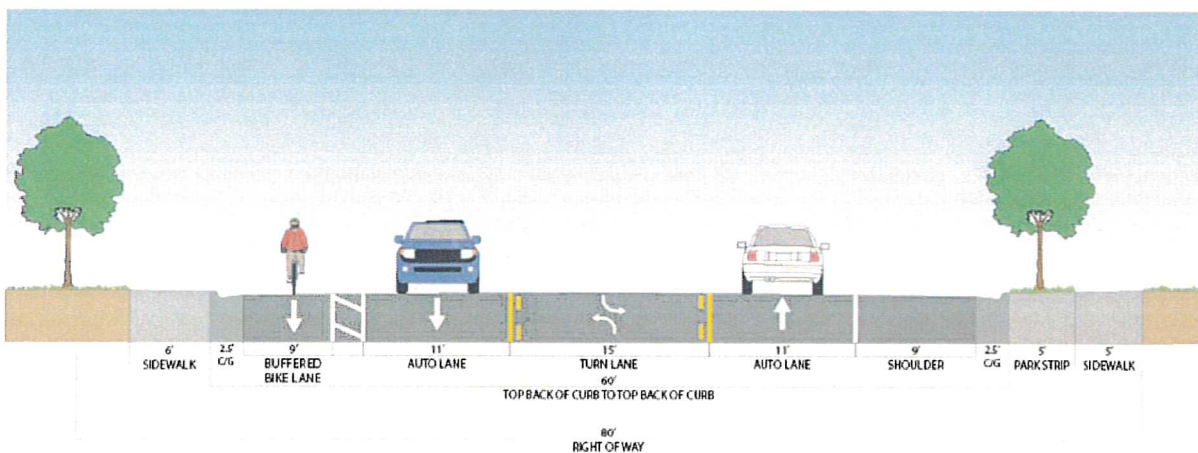 6'
SIDEWALK
2.5'
C/G
9'
BUFFERED
BIKE LANE
11'
AUTO LANE
15'
TURN LANE
11'
AUTO LANE
9'
SHOULDER
2.5'
C/G
5'
PARK STRIP
5'
SIDEWALK
60'
TOP BACK OF CURB TO TOP BACK OF CURB
80'
RIGHT OF WAY